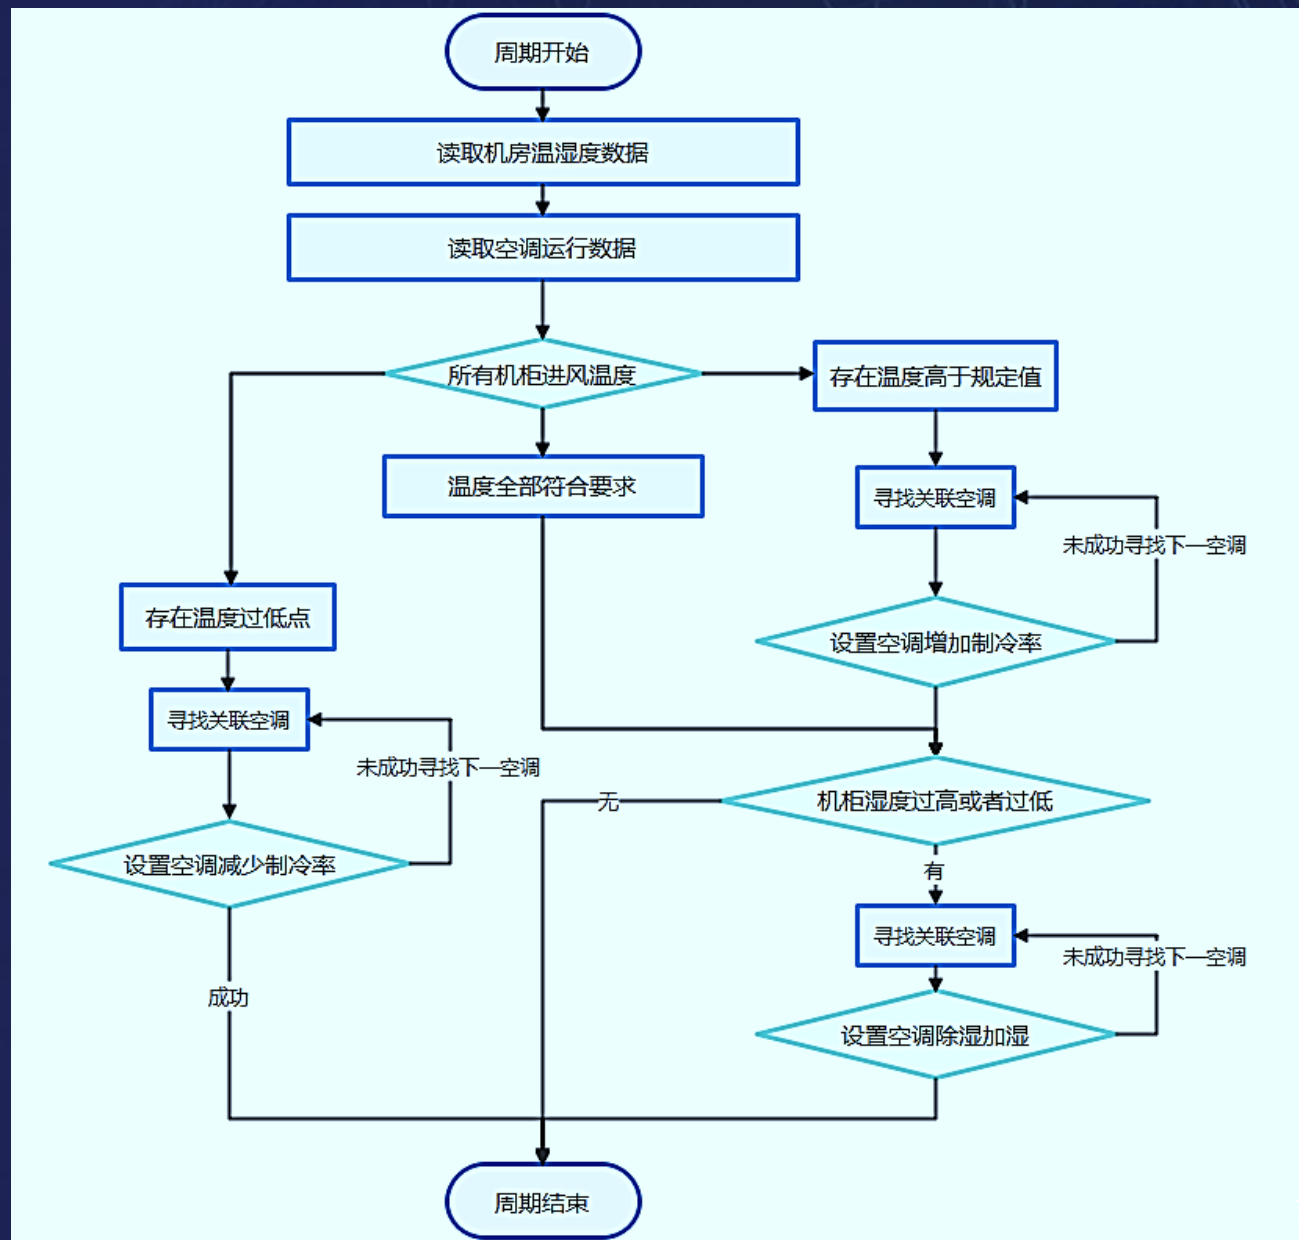 周期开始
读取机房温湿度数据
读取空调运行数据
所有机柜进风温度
存在温度高于规定值
温度全部符合要求
寻找关联空调
未成功寻找下一空调
存在温度过低点
设置空调增加制冷率
寻找关联空调
未成功寻找下一空调
无
机柜湿度过高或者过低
设置空调减少制冷率
有
寻找关联空调
未成功寻找下一空调
成功
设置空调除湿加湿
周期结束